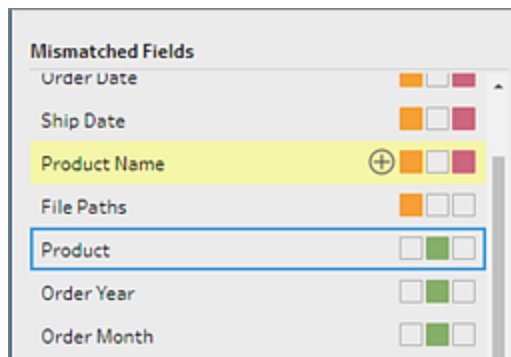 Mismatched Fields
Order Date
Ship Date
Product Name
File Paths
Product
Order Year
Order Month